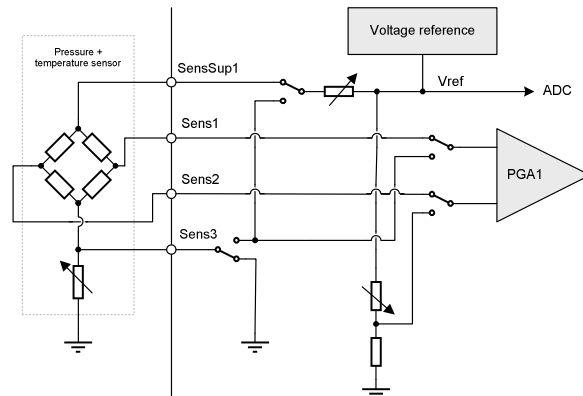 Pressure +
temperature sensor
Voltage reference
SensSup1
Vref
ADC
Sens1
PGA1
Sens2
Sens3